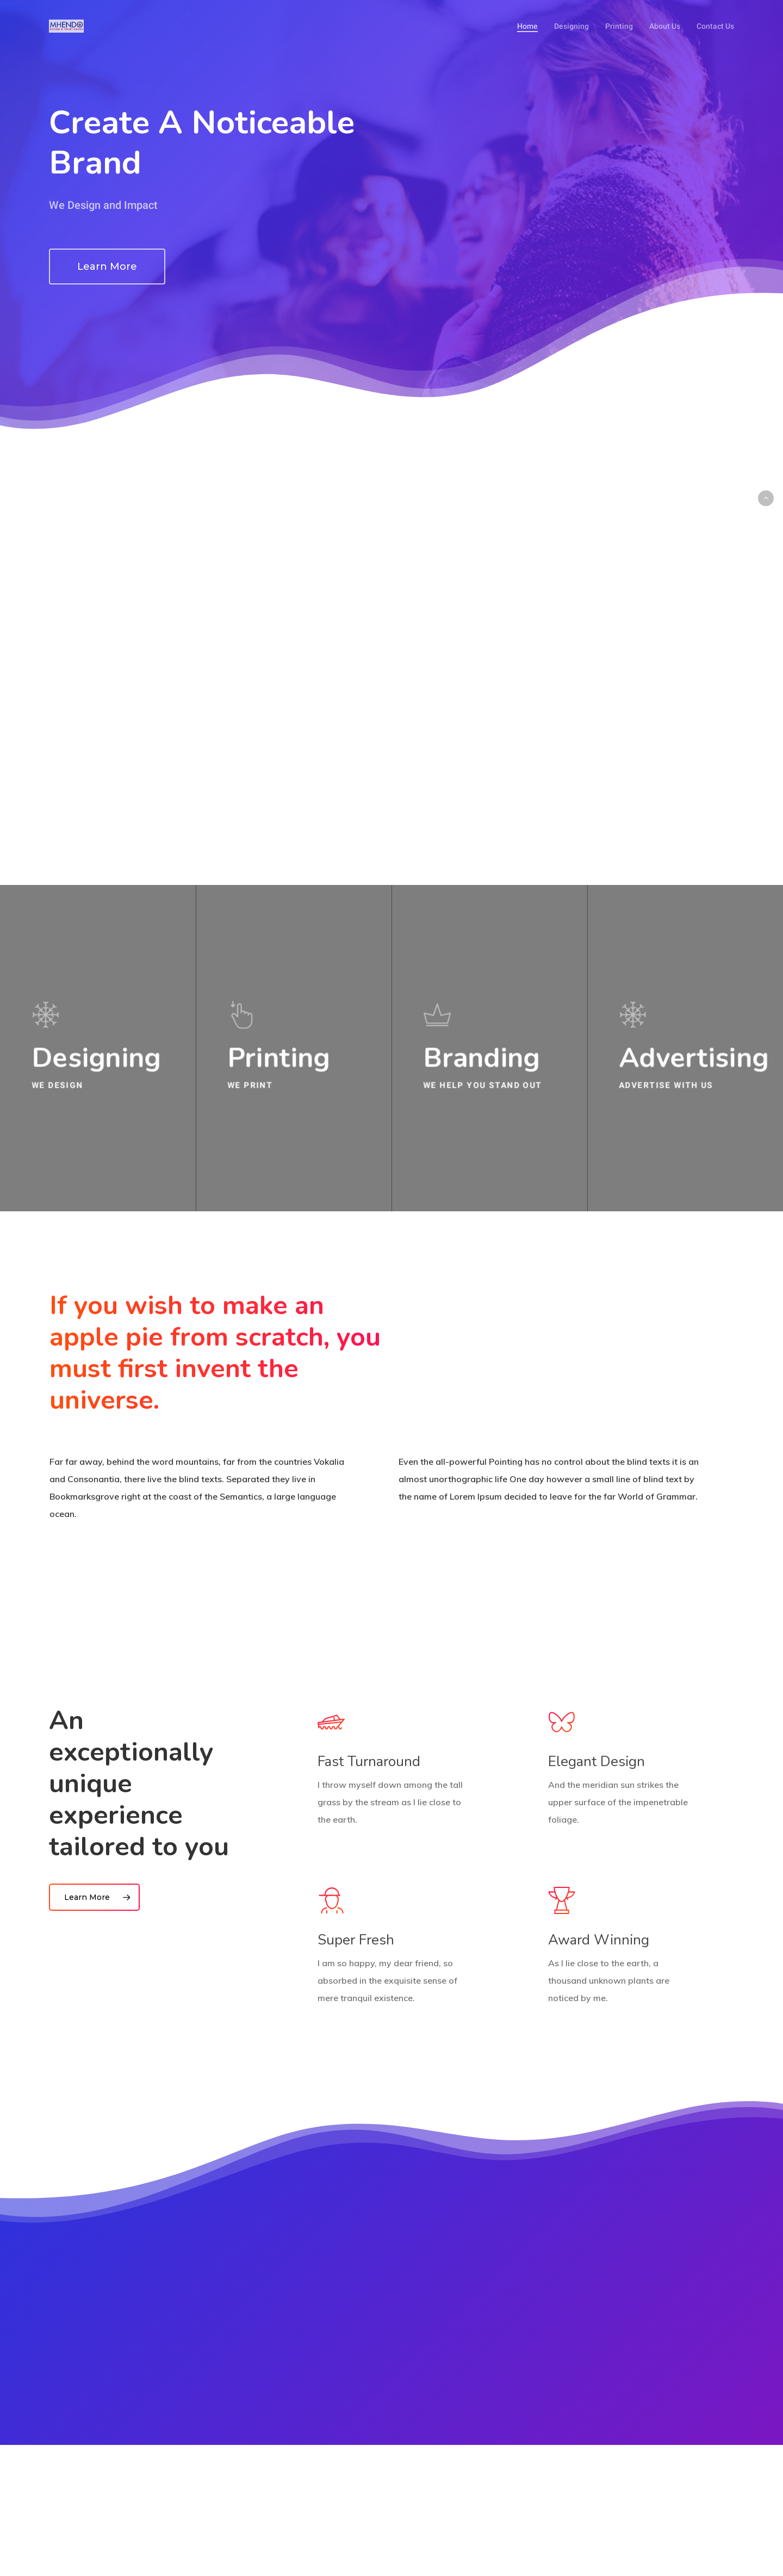 MHENDO
Home Designing Printing About Us Contact Us
Create A Noticeable
Brand
We Design and Impact
Learn More
Designing
WE DESIGN
Printing
WE PRINT
Branding
WE HELP YOU STAND OUT
Advertising
ADVERTISE WITH US
If you wish to make an
apple pie from scratch, you
must first invent the
universe.
Far far away, behind the word mountains, far from the countries Vokalia
and Consonantia, there live the blind texts. Separated they live in
Bookmarksgrove right at the coast of the Semantics, a large language
ocean.
Even the all-powerful Pointing has no control about the blind texts it is an
almost unorthographic life One day however a small line of blind text by
the name of Lorem Ipsum decided to leave for the far World of Grammar.
An
exceptionally
unique
experience
tailored to you
Learn More
Fast Turnaround
I throw myself down among the tall
grass by the stream as I lie close to
the earth.
Elegant Design
And the meridian sun strikes the
upper surface of the impenetrable
foliage.
Super Fresh
I am so happy, my dear friend, so
absorbed in the exquisite sense of
mere tranquil existence.
Award Winning
As I lie close to the earth, a
thousand unknown plants are
noticed by me.